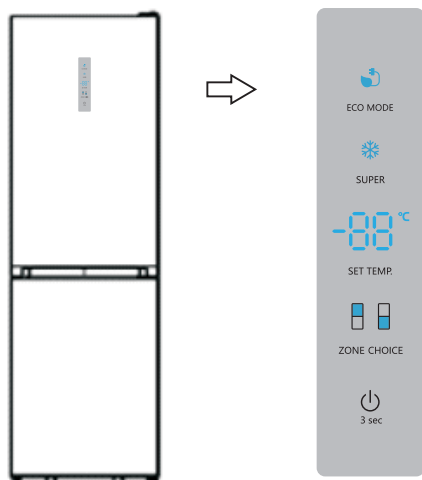 ECO MODE
SUPER
-88°C
SET TEMP.
ZONE CHOICE
3 sec